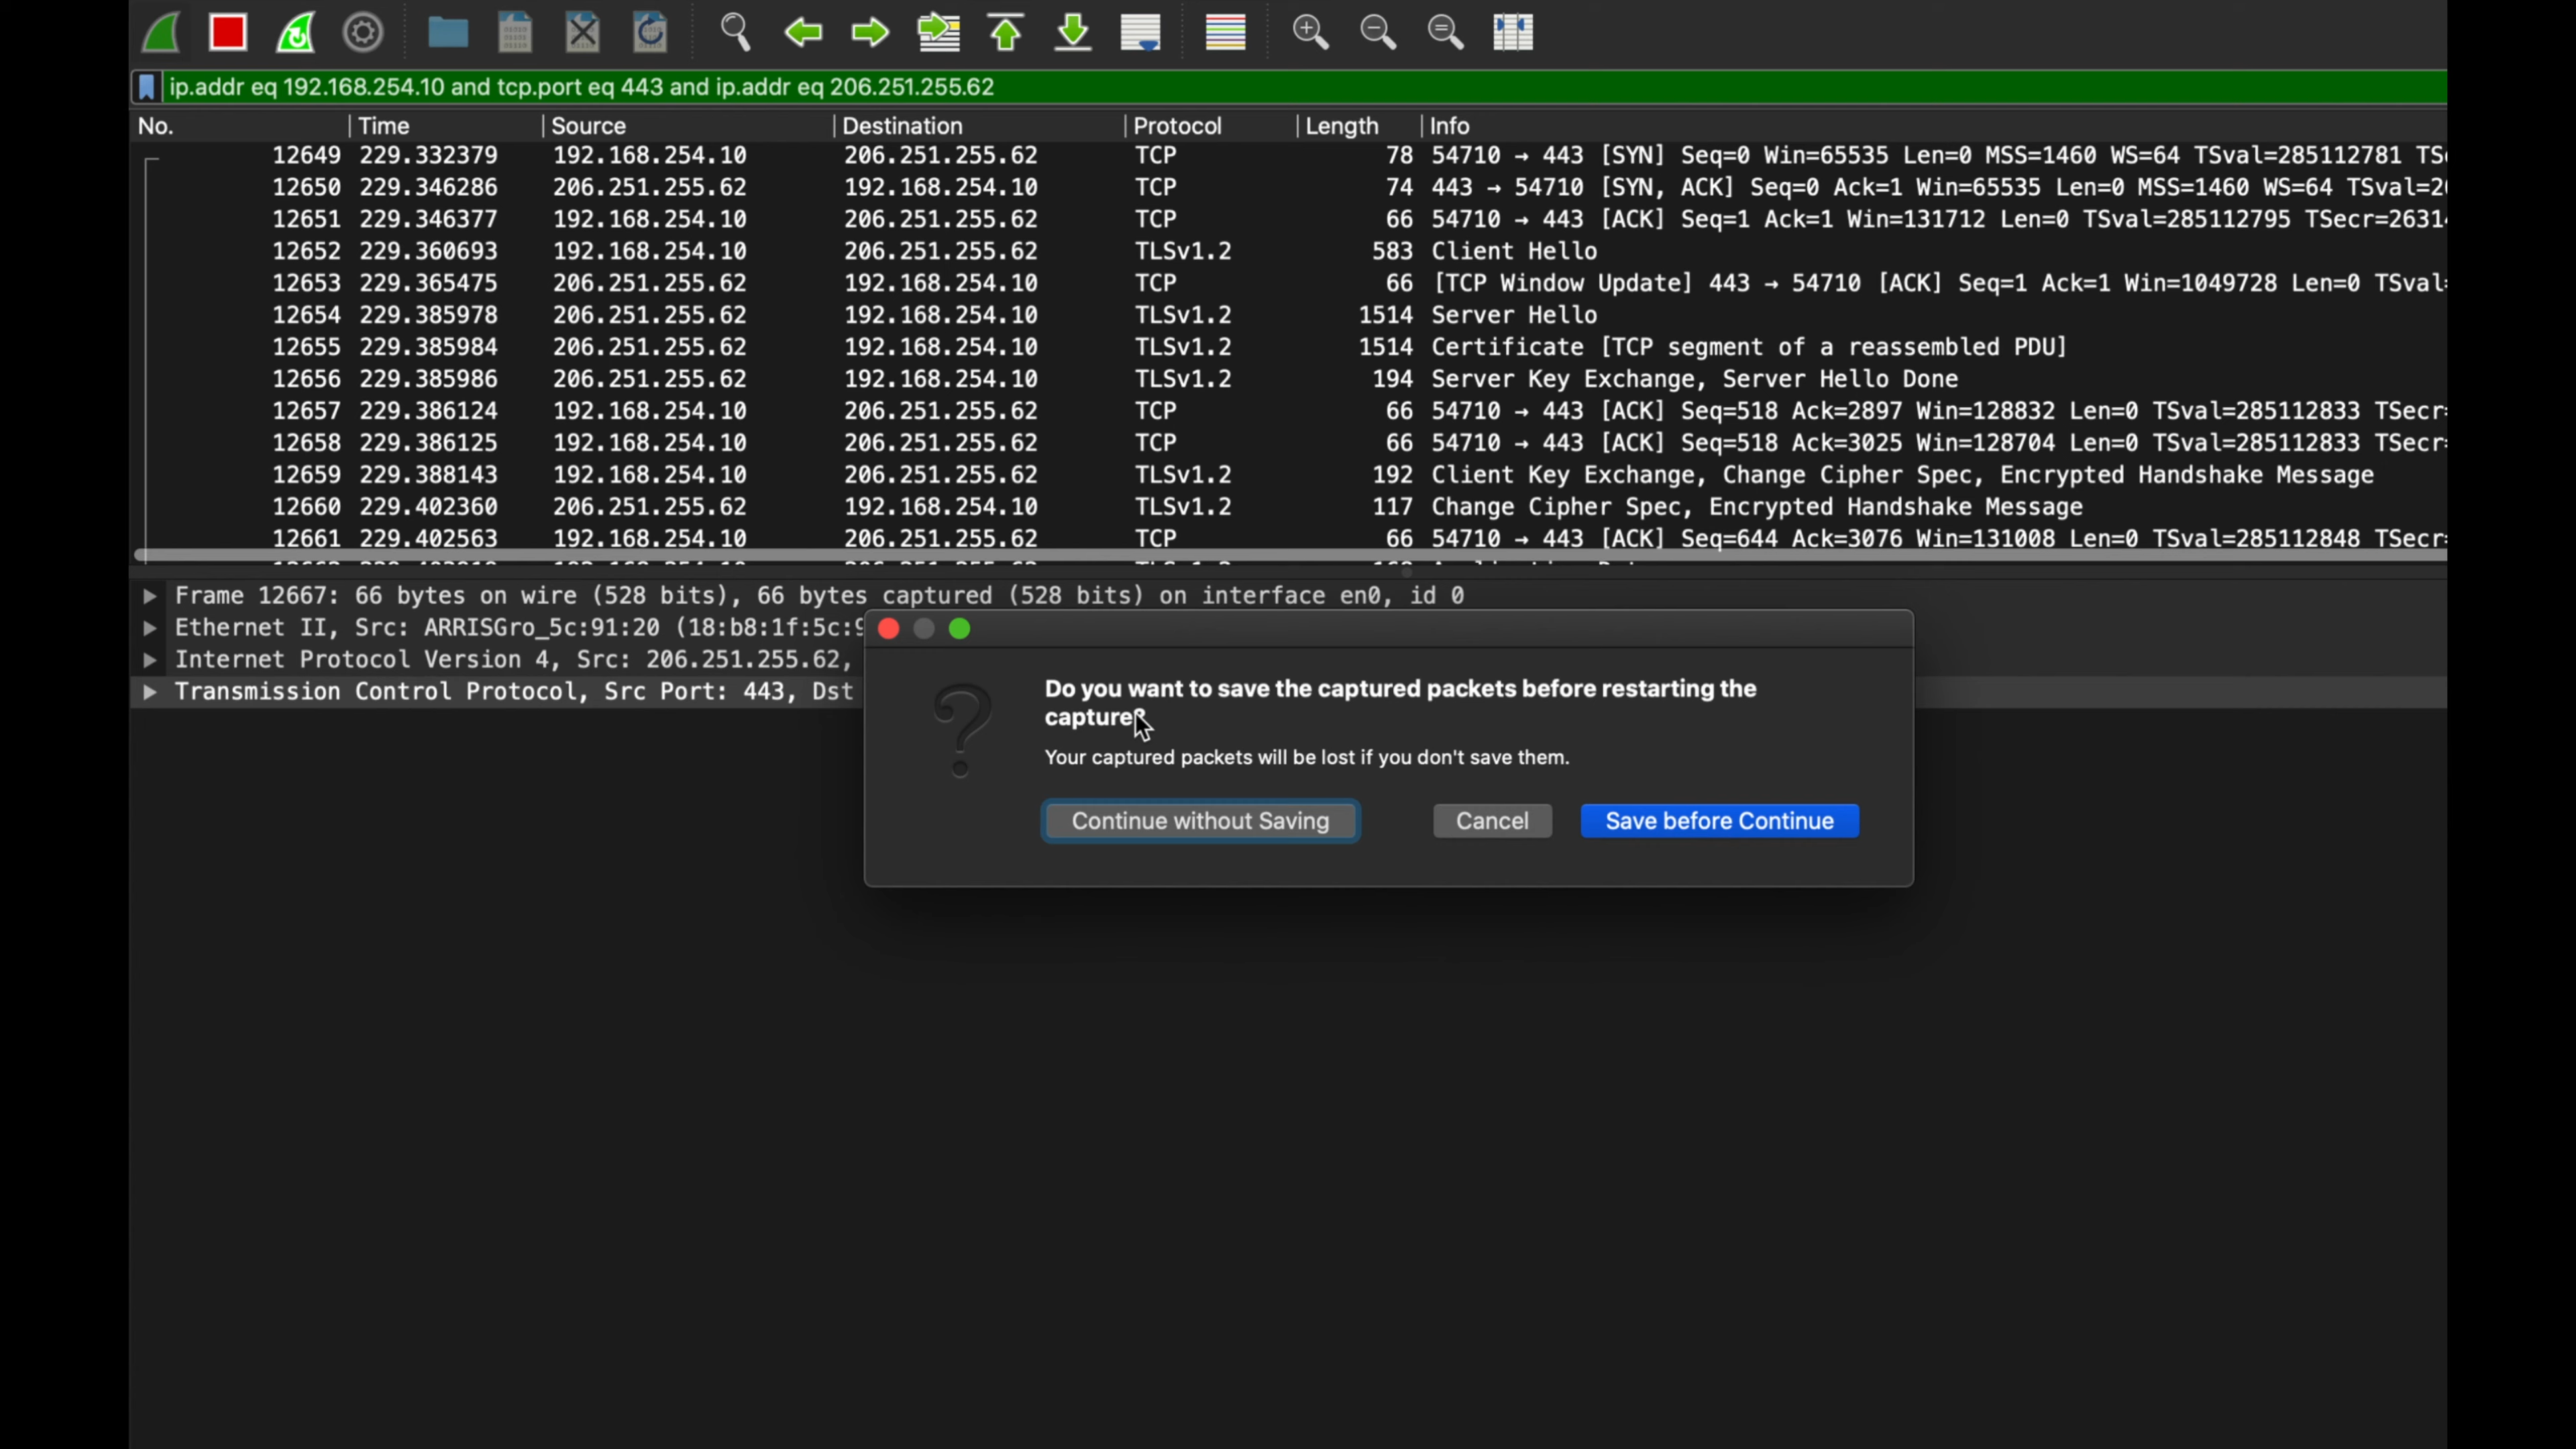 ip.addr eq 192.168.254.10 and tcp.port eq 443 and ip.addr eq 206.251.255.62
No. Time Source Destination Protocol Length Info
12649 229.332379 192.168.254.10 206.251.255.62 TCP 78 54710 → 443 [SYN] Seq=0 Win=65535 Len=0 MSS=1460 WS=64 TSval=285112781
12650 229.346286 206.251.255.62 192.168.254.10 TCP 74 443 → 54710 [SYN, ACK] Seq=0 Ack=1 Win=65535 Len=0 MSS=1460 WS=64
12651 229.346377 192.168.254.10 206.251.255.62 TCP 66 54710 → 443 [ACK] Seq=1 Ack=1 Win=131712 Len=0 TSval=285112795 TSecr=2631
12652 229.360693 192.168.254.10 206.251.255.62 TLSv1.2 583 Client Hello
12653 229.365475 206.251.255.62 192.168.254.10 TCP 66 [TCP Window Update] 443 → 54710 [ACK] Seq=1 Ack=1 Win=1049728 Len=0 TSval
12654 229.385978 206.251.255.62 192.168.254.10 TLSv1.2 1514 Server Hello
12655 229.385984 206.251.255.62 192.168.254.10 TLSv1.2 1514 Certificate [TCP segment of a reassembled PDU]
12656 229.385986 206.251.255.62 192.168.254.10 TLSv1.2 194 Server Key Exchange, Server Hello Done
12657 229.386124 192.168.254.10 206.251.255.62 TCP 66 54710 → 443 [ACK] Seq=518 Ack=2897 Win=128832 Len=0 TSval=285112833 TSecr
12658 229.386125 192.168.254.10 206.251.255.62 TCP 66 54710 → 443 [ACK] Seq=518 Ack=3025 Win=128704 Len=0 TSval=285112833 TSecr
12659 229.388143 192.168.254.10 206.251.255.62 TLSv1.2 192 Client Key Exchange, Change Cipher Spec, Encrypted Handshake Message
12660 229.402360 206.251.255.62 192.168.254.10 TLSv1.2 117 Change Cipher Spec, Encrypted Handshake Message
12661 229.402563 192.168.254.10 206.251.255.62 TCP 66 54710 → 443 [ACK] Seq=644 Ack=3076 Win=131008 Len=0 TSval=285112848 TSecr
Frame 12667: 66 bytes on wire (528 bits), 66 bytes captured (528 bits) on interface en0, id 0
Ethernet II, Src: ARRISGro_5c:91:20 (18:b8:1f:5c:9
Internet Protocol Version 4, Src: 206.251.255.62,
Transmission Control Protocol, Src Port: 443, Dst
Do you want to save the captured packets before restarting the
capture?
Your captured packets will be lost if you don't save them.
Continue without Saving Cancel Save before Continue